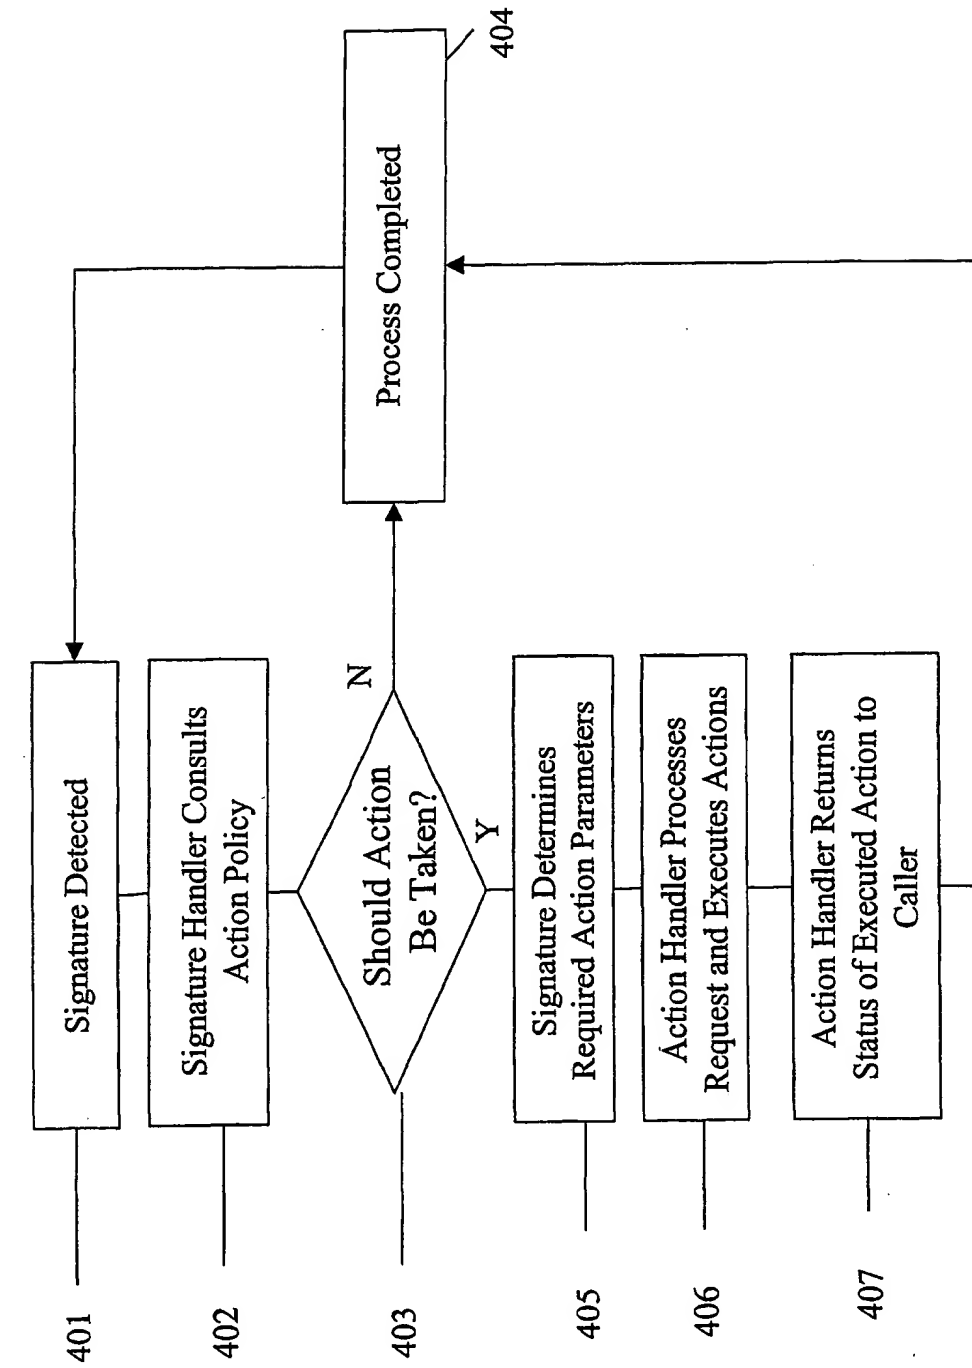 401
Signature Detected
402
Signature Handler Consults
Action Policy
403
Should Action
Be Taken?
N
Y
Process Completed
404
405
Signature Determines
Required Action Parameters
406
Action Handler Processes
Request and Executes Actions
407
Action Handler Returns
Status of Executed Action to
Caller